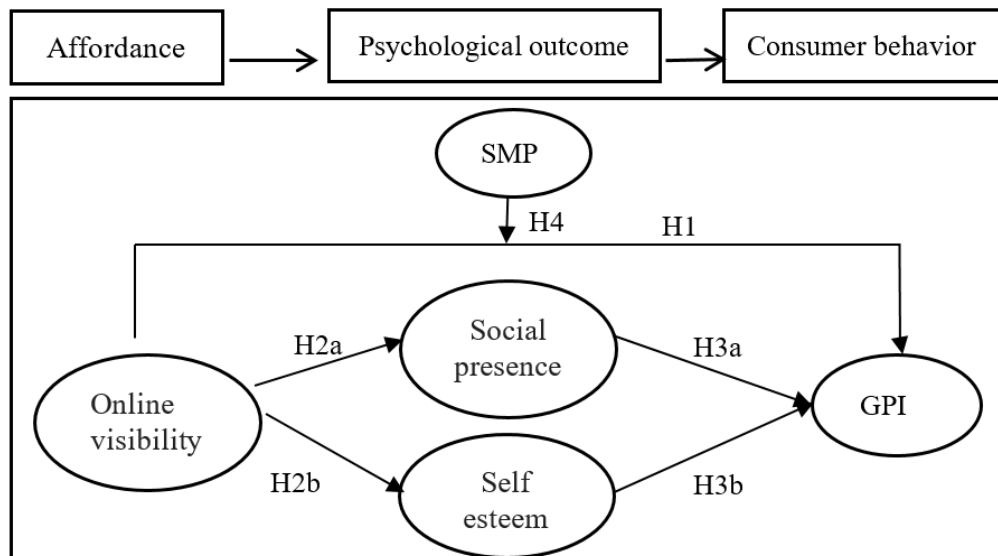 Affordance
Psychological outcome
Consumer behavior
SMP
H4
H1
Social
presence
H2a
H3a
Online
visibility
GPI
H2b
Self
esteem
H3b